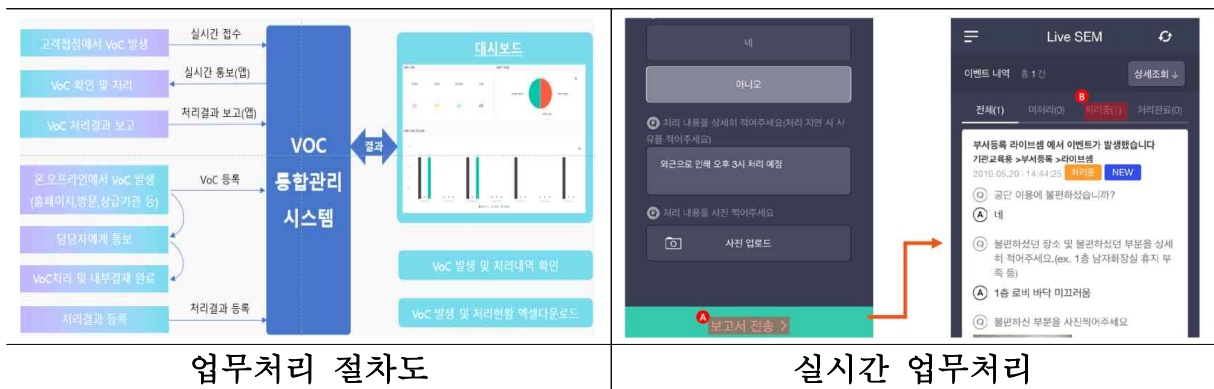 고객접점에서 VoC 발생
실시간 접수
VoC 확인 및 처리
실시간 통보(앱)
VoC 처리결과 보고
처리결과 보고(앱)
온.오프라인에서 VoC 발생
(홈페이지,방문,상급기관 등)
VoC 등록
담당자에게 통보
VoC처리 및 내부결재 완료
처리결과 등록
처리결과 등록
VOC
통합관리
시스템
결과
대시보드
VoC 발생 및 처리내역 확인
VoC 발생 및 처리현황 엑셀다운로드
업무처리 절차도
네
아니오
Q 처리 내용을 상세히 적어주세요(처리 지연 시 사
유를 적어주세요)
외근으로 인해 오후 3시 처리 예정
Q 처리 내용을 사진 찍어주세요
사진 업로드
A
보고서 전송 >
Live SEM
이벤트 내역 총 1건
상세조회 ↓
B
전체(1) 미처리(0) 처리중(1) 처리완료(0)
부서등록 라이브셈 에서 이벤트가 발생했습니다
기관교육용 >부서등록 >라이브셈
2019.05.20 14:44:25 처리중 NEW
Q 공단 이용에 불편하셨습니까?
A 네
Q 불편하셨던 장소 및 불편하셨던 부분을 상세
히 적어주세요.(ex. 1층 남자화장실 휴지 부
족 등)
A 1층 로비 바닥 미끄러움
Q 불편하신 부분을 사진찍어주세요
실시간 업무처리